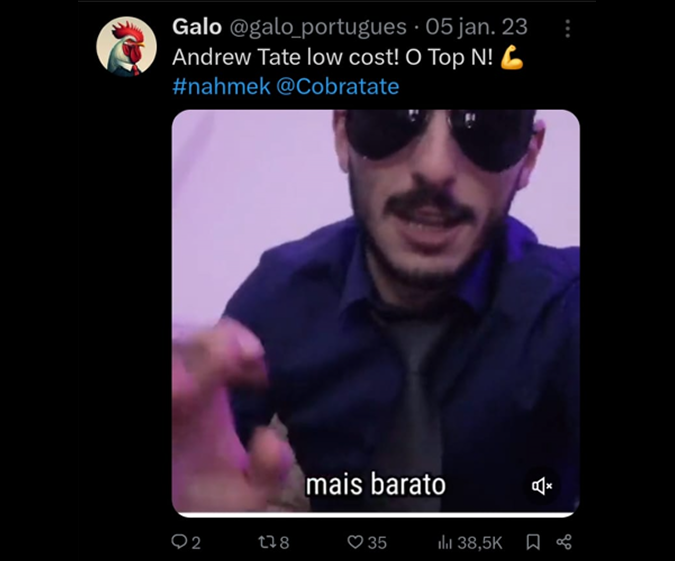 Galo @galo_portugues · 05 jan. 23
Andrew Tate low cost! O Top N! 💪
#nahmek @Cobratate
mais barato
2 8 35 38,5K